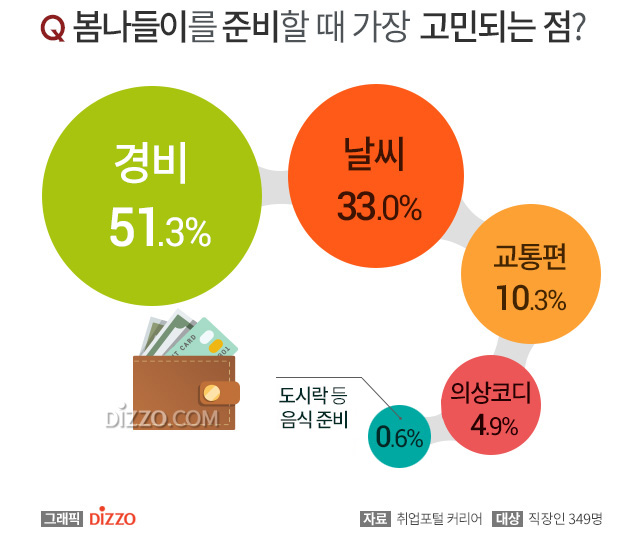 Q 봄나들이를 준비할 때 가장 고민되는 점?
경비
51.3%
날씨
33.0%
교통편
10.3%
의상코디
4.9%
도시락 등
음식 준비
0.6%
DIZZO.COM
그래픽 DIZZO
자료 취업포털 커리어 대상 직장인 349명